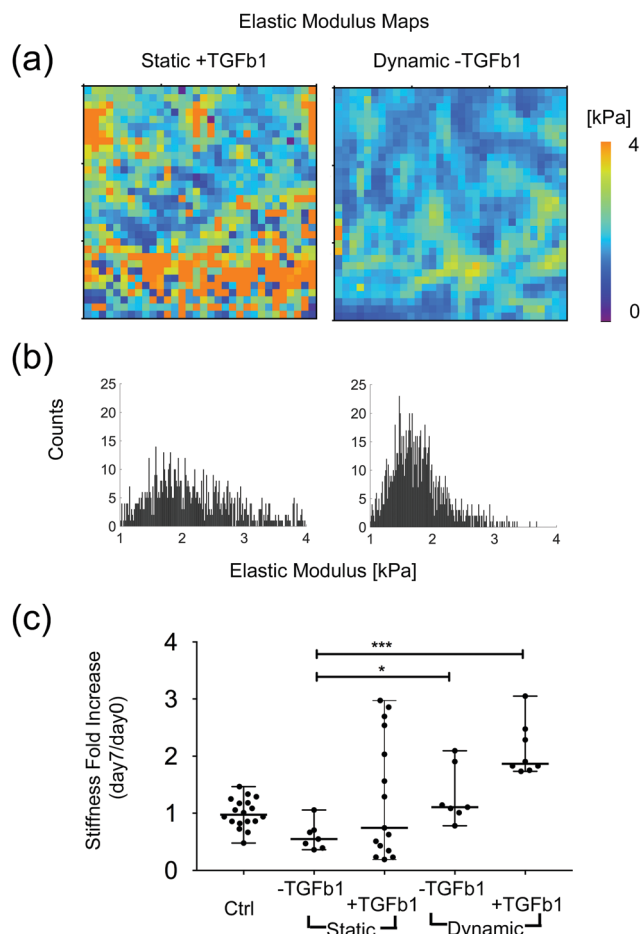 Elastic Modulus Maps
(a)
Static +TGFb1
Dynamic -TGFb1
[kPa]
4
0
(b)
25
20
15
10
5
0
1
2
3
4
25
20
15
10
5
0
1
2
3
4
Counts
Elastic Modulus [kPa]
(c)
4
3
2
1
0
Stiffness Fold Increase
(day7/day0)
***
*
Ctrl
-TGFb1
+TGFb1
Static
-TGFb1
+TGFb1
Dynamic